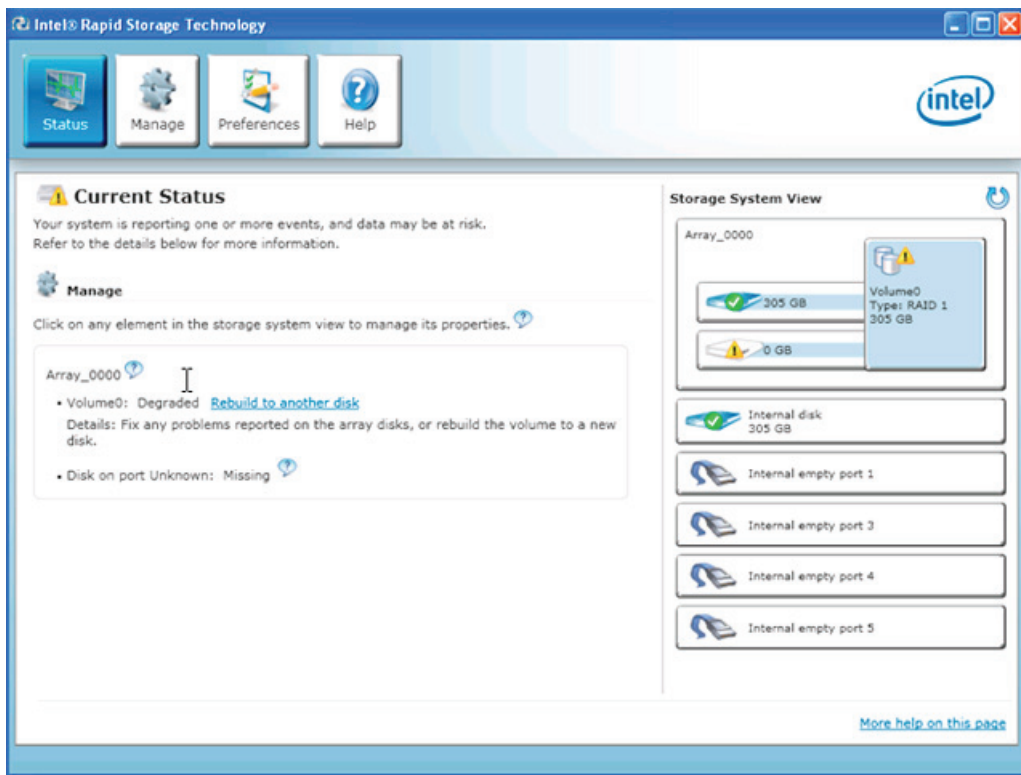 Intel® Rapid Storage Technology
Status
Manage
Preferences
Help
intel
Current Status
Your system is reporting one or more events, and data may be at risk.
Refer to the details below for more information.
Manage
Click on any element in the storage system view to manage its properties.
Array_0000
• Volume0: Degraded Rebuild to another disk
Details: Fix any problems reported on the array disks, or rebuild the volume to a new
disk.
• Disk on port Unknown: Missing
Storage System View
Array_0000
305 GB
0 GB
Volume0
Type: RAID 1
305 GB
Internal disk
305 GB
Internal empty port 1
Internal empty port 3
Internal empty port 4
Internal empty port 5
More help on this page